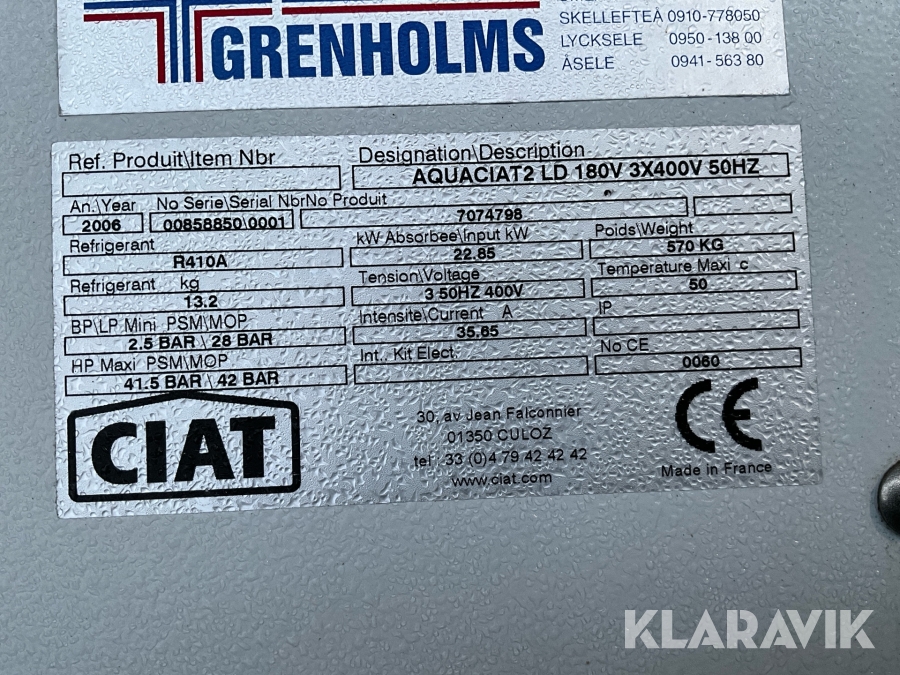 GRENHOLMS
SKELLEFTEÅ 0910-778050
LYCKSELE 0950-138 00
ÅSELE 0941-563 80
Ref. Produit\Item Nbr
Designation\Description
AQUACIAT2 LD 180V 3X400V 50HZ
An.\Year
No Serie\Serial Nbr
No Produit
2006
00858850\0001
7074798
Refrigerant
kW Absorbee\Input kW
Poids\Weight
R410A
22.85
570 KG
Refrigerant kg
Tension\Voltage
Temperature Maxi c
13.2
3 50HZ 400V
50
BP\LP Mini PSM\MOP
Intensite\Current A
IP
2.5 BAR \ 28 BAR
35.65
HP Maxi PSM\MOP
Int.. Kit Elect.
No CE
41.5 BAR \ 42 BAR
0060
CIAT
30, av Jean Falconnier
01350 CULOZ
tel 33 (0)4 79 42 42 42
www.ciat.com
CE
Made in France
KLARAVIK